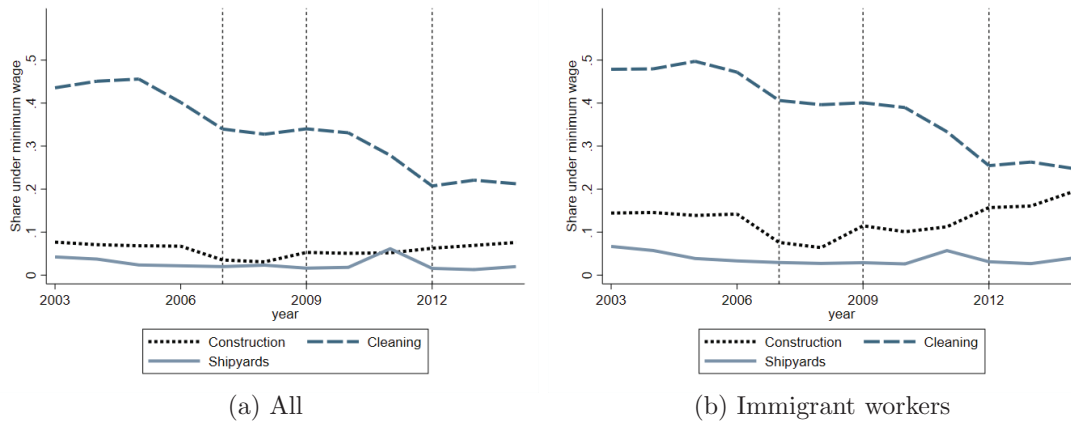 Share under minimum wage
0 .1 .2 .3 .4 .5
2003 2006 2009 2012
year
Construction Cleaning
Shipyards
(a) All
Share under minimum wage
0 .1 .2 .3 .4 .5
2003 2006 2009 2012
year
Construction Cleaning
Shipyards
(b) Immigrant workers